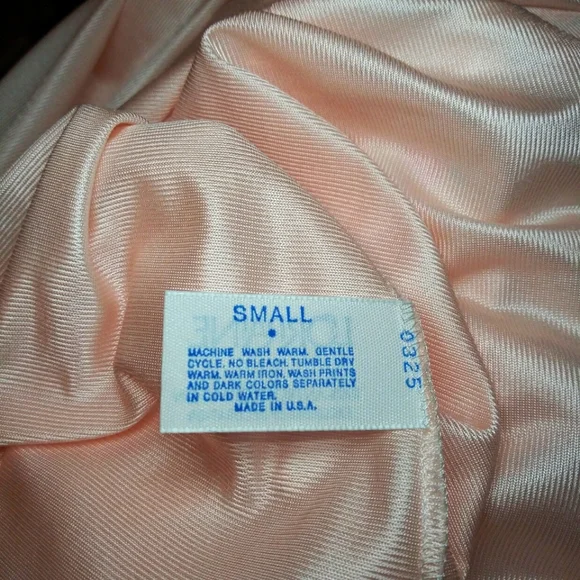 SMALL
MACHINE WASH WARM, GENTLE
CYCLE. NO BLEACH. TUMBLE DRY
WARM. WARM IRON. WASH PRINTS
AND DARK COLORS SEPARATELY
IN COLD WATER.
MADE IN U.S.A.
0325